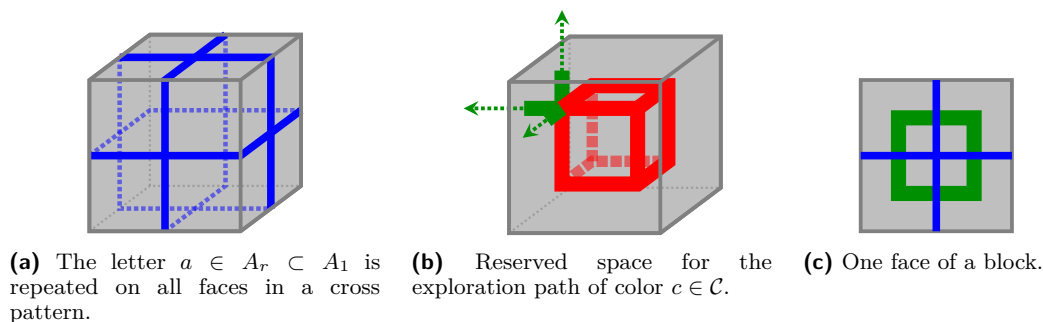 (a) The letter a ∈ A_r ⊂ A_1 is
repeated on all faces in a cross
pattern.
(b) Reserved space for the
exploration path of color c ∈ 𝒞.
(c) One face of a block.